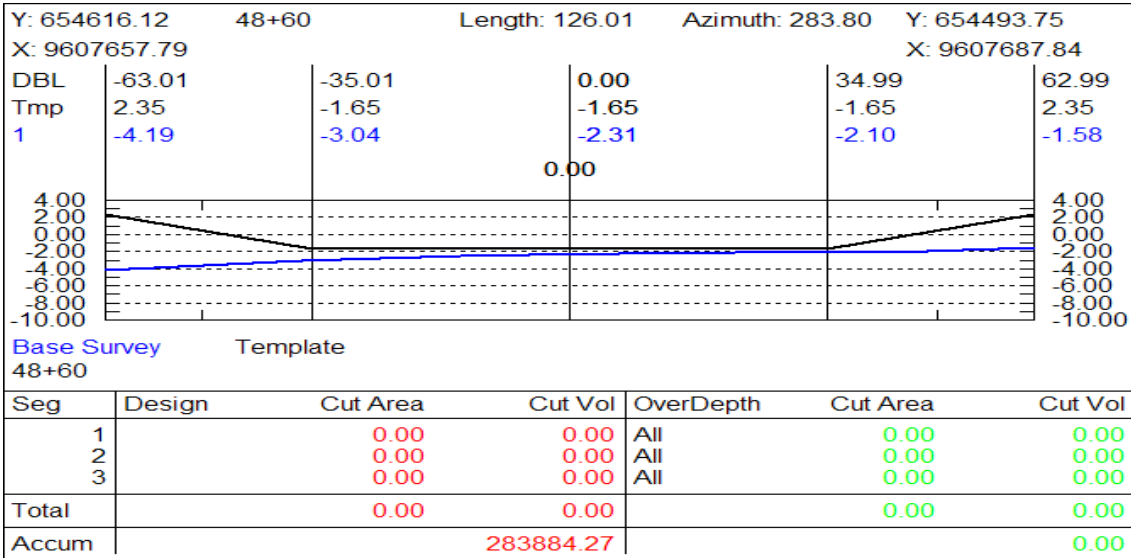 Y: 654616.12 48+60 Length: 126.01 Azimuth: 283.80 Y: 654493.75
X: 9607657.79 X: 9607687.84
DBL -63.01 -35.01 0.00 34.99 62.99
Tmp 2.35 -1.65 -1.65 -1.65 2.35
1 -4.19 -3.04 -2.31 -2.10 -1.58
0.00
4.00 4.00
2.00 2.00
0.00 0.00
-2.00 -2.00
-4.00 -4.00
-6.00 -6.00
-8.00 -8.00
-10.00 -10.00
Base Survey Template
48+60
Seg Design Cut Area Cut Vol OverDepth Cut Area Cut Vol
1 0.00 0.00 All 0.00 0.00
2 0.00 0.00 All 0.00 0.00
3 0.00 0.00 All 0.00 0.00
Total 0.00 0.00 0.00 0.00
Accum 283884.27 0.00